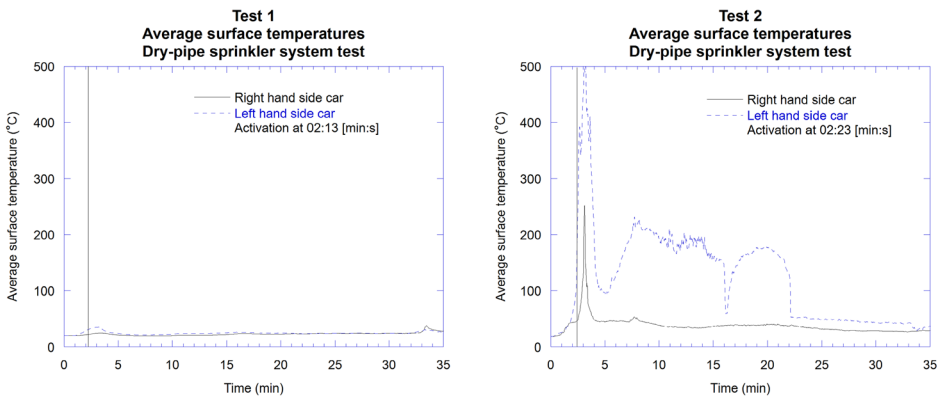 Test 1
Average surface temperatures
Dry-pipe sprinkler system test
500
400
300
200
100
0
Average surface temperature (°C)
Right hand side car
Left hand side car
Activation at 02:13 [min:s]
0 5 10 15 20 25 30 35
Time (min)
Test 2
Average surface temperatures
Dry-pipe sprinkler system test
500
400
300
200
100
0
Average surface temperature (°C)
Right hand side car
Left hand side car
Activation at 02:23 [min:s]
0 5 10 15 20 25 30 35
Time (min)